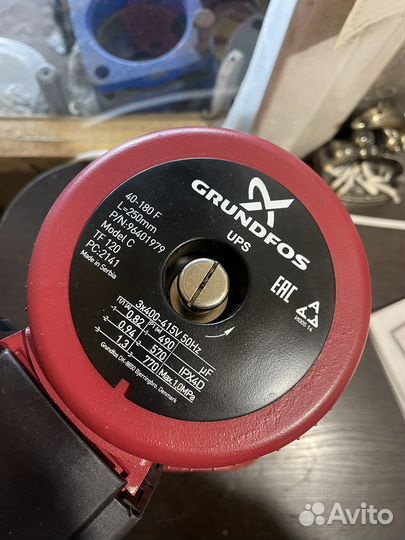 GRUNDFOS
UPS
40-180 F
L=250mm
P/N:96401979
Model C
TF 120
PC:2141
Made in Serbia
EAC
3x400-415V 50Hz
0.82 490 µF
0.94 570 IPX4D
1.3 770 Max.1.0MPa
Grundfos DK-8850 Bjerringbro, Denmark
Avito